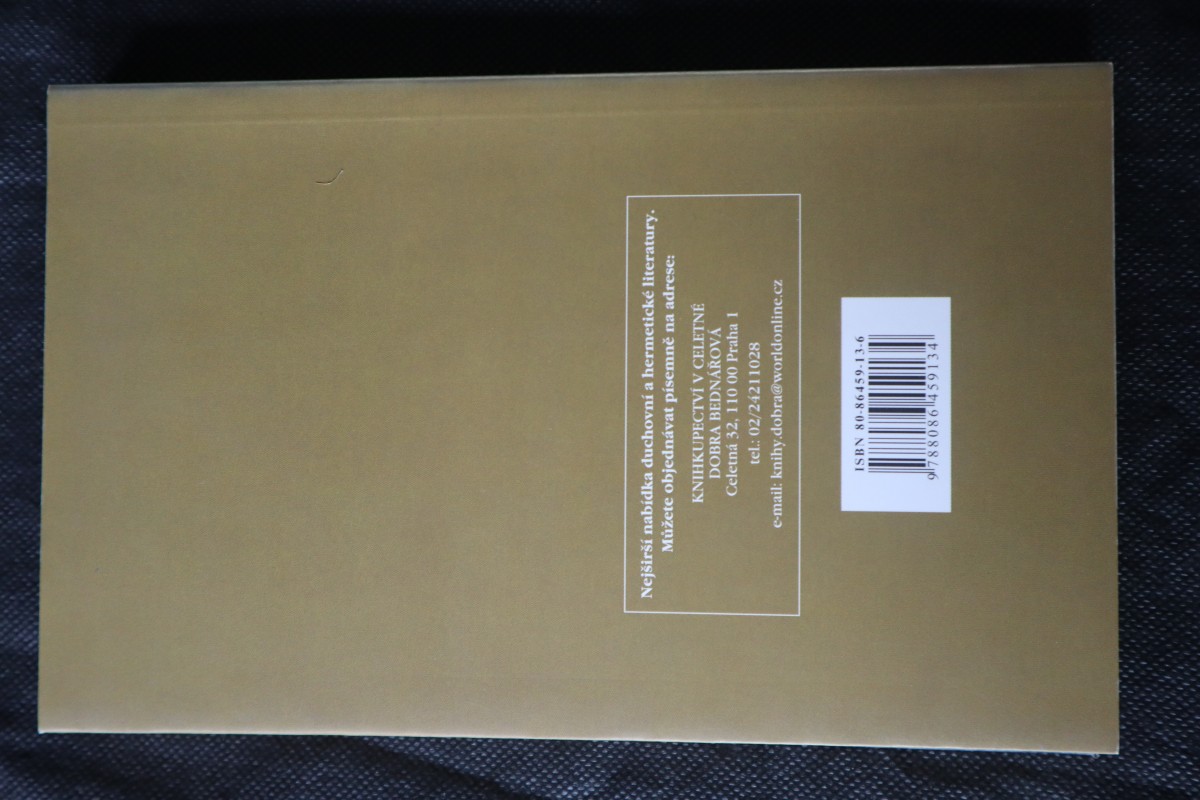 Nejširší nabídka duchovní a hermetické literatury.
Můžete objednávat písemně na adrese:
KNIHKUPECTVÍ V CELETNÉ
DOBRA BEDNÁŘOVÁ
Celetná 32, 110 00 Praha 1
tel.: 02/24211028
e-mail: knihy.dobra@worldonline.cz
ISBN 80-86459-13-6
9 788086 459134